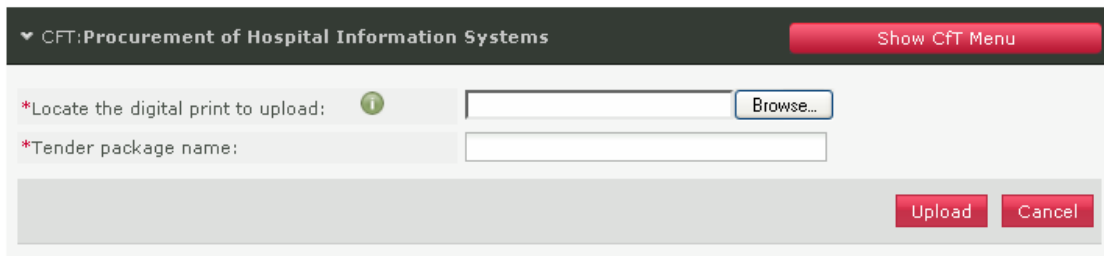 CFT:Procurement of Hospital Information Systems Show CfT Menu
*Locate the digital print to upload: i Browse...
*Tender package name:
Upload Cancel